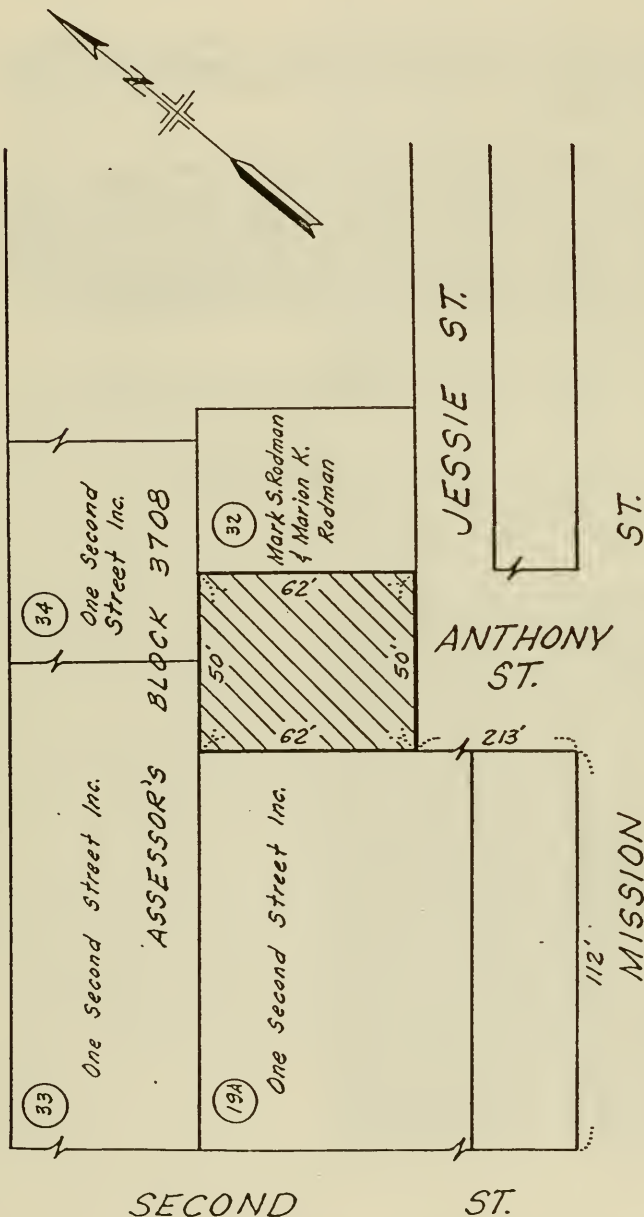 N
34
One Second
Street Inc.
33
One Second Street Inc.
ASSESSOR'S BLOCK 3708
32
Mark S. Rodman
& Marion K.
Rodman
62'
50'
50'
62'
19A
One Second Street Inc.
JESSIE ST.
ANTHONY
ST.
213'
112'
MISSION ST.
SECOND ST.